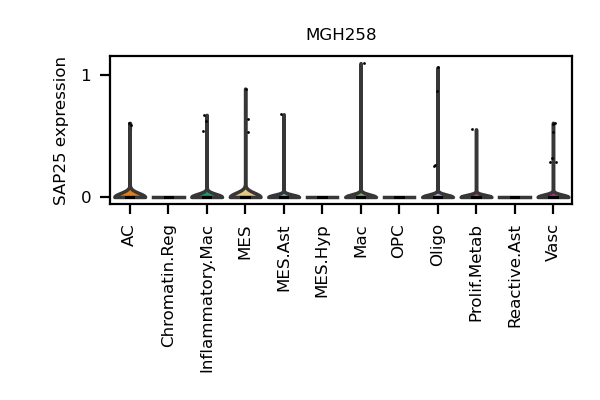 MGH258
SAP25 expression
1
0
AC
Chromatin.Reg
Inflammatory.Mac
MES
MES.Ast
MES.Hyp
Mac
OPC
Oligo
Prolif.Metab
Reactive.Ast
Vasc